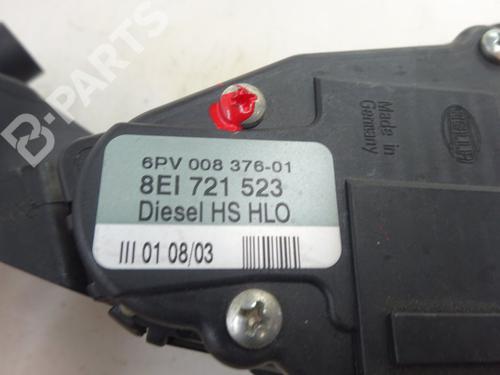 B-PARTS
6PV 008 376-01
8EI 721 523
Diesel HS HLO
III 01 08/03
Made in
Germany
HELLA